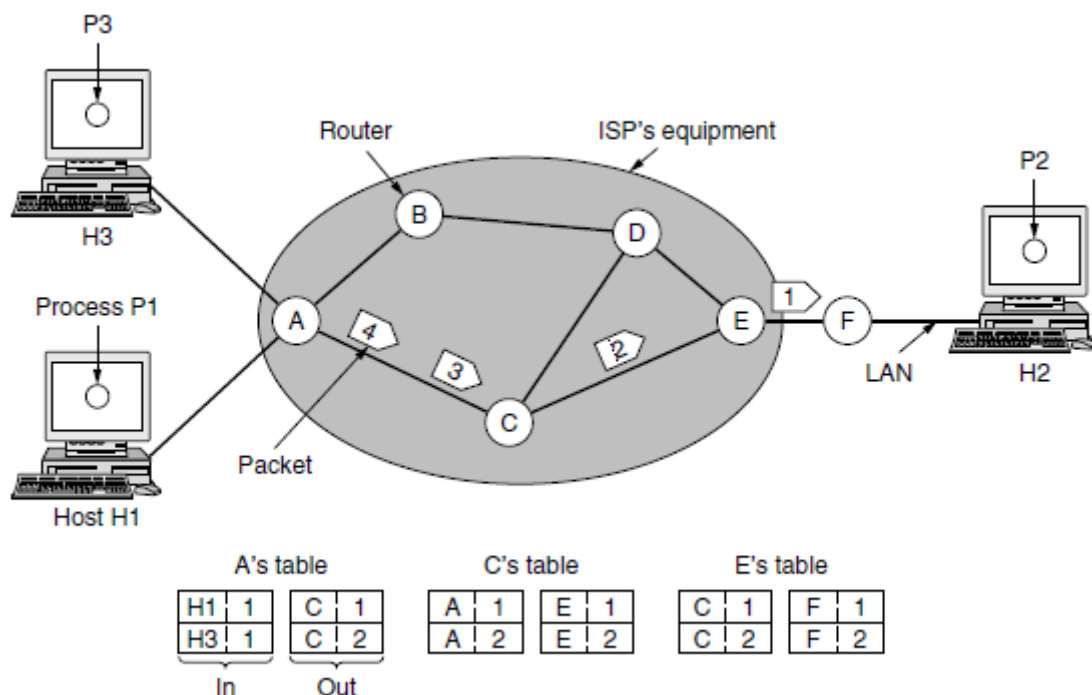 P3
Router
ISP's equipment
P2
B
D
H3
Process P1
A
4
3
2
1
E
F
C
LAN
H2
Packet
Host H1
A's table
C's table
E's table
H1 1 C 1 A 1 E 1 C 1 F 1
H3 1 C 2 A 2 E 2 C 2 F 2
In Out